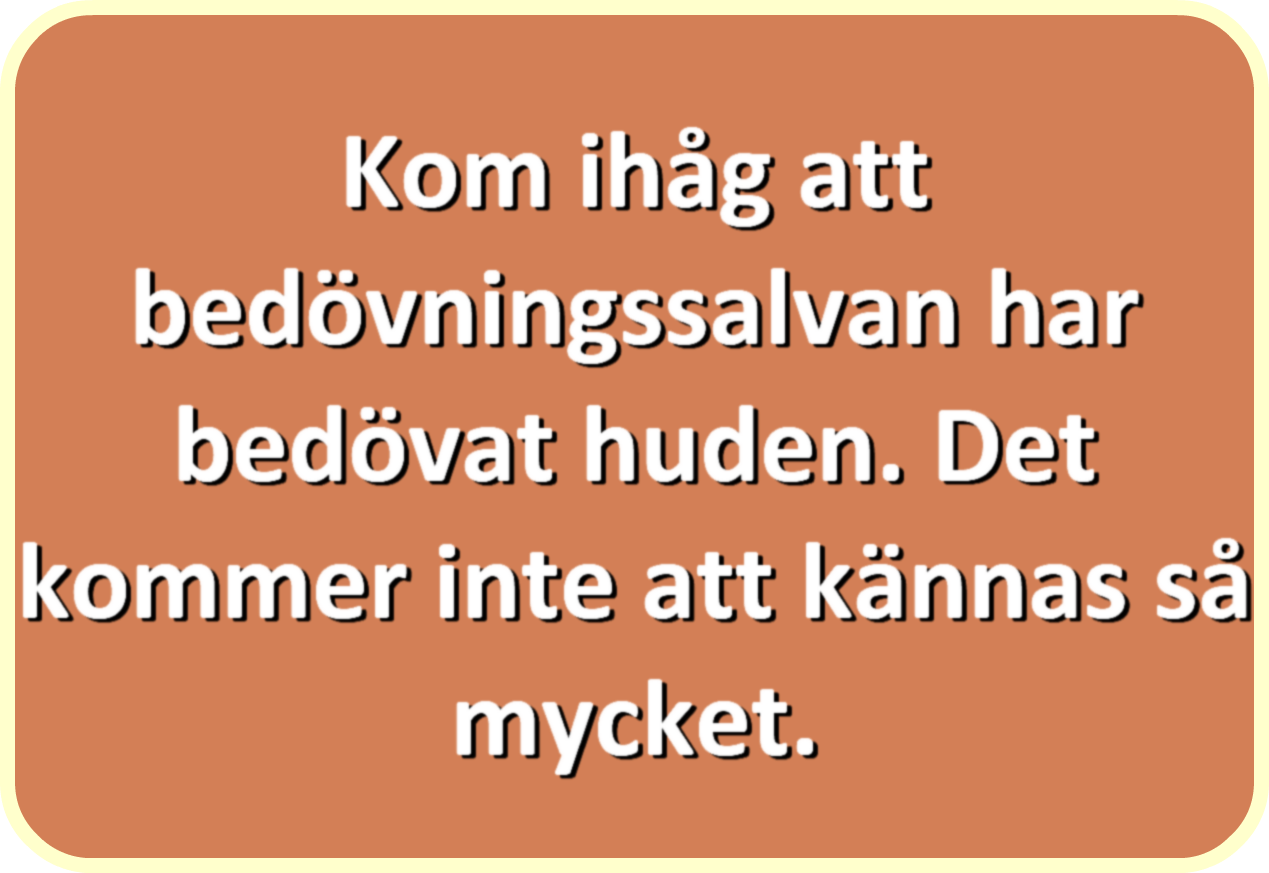 Kom ihåg att
bedövningssalvan har
bedövat huden. Det
kommer inte att kännas så
mycket.